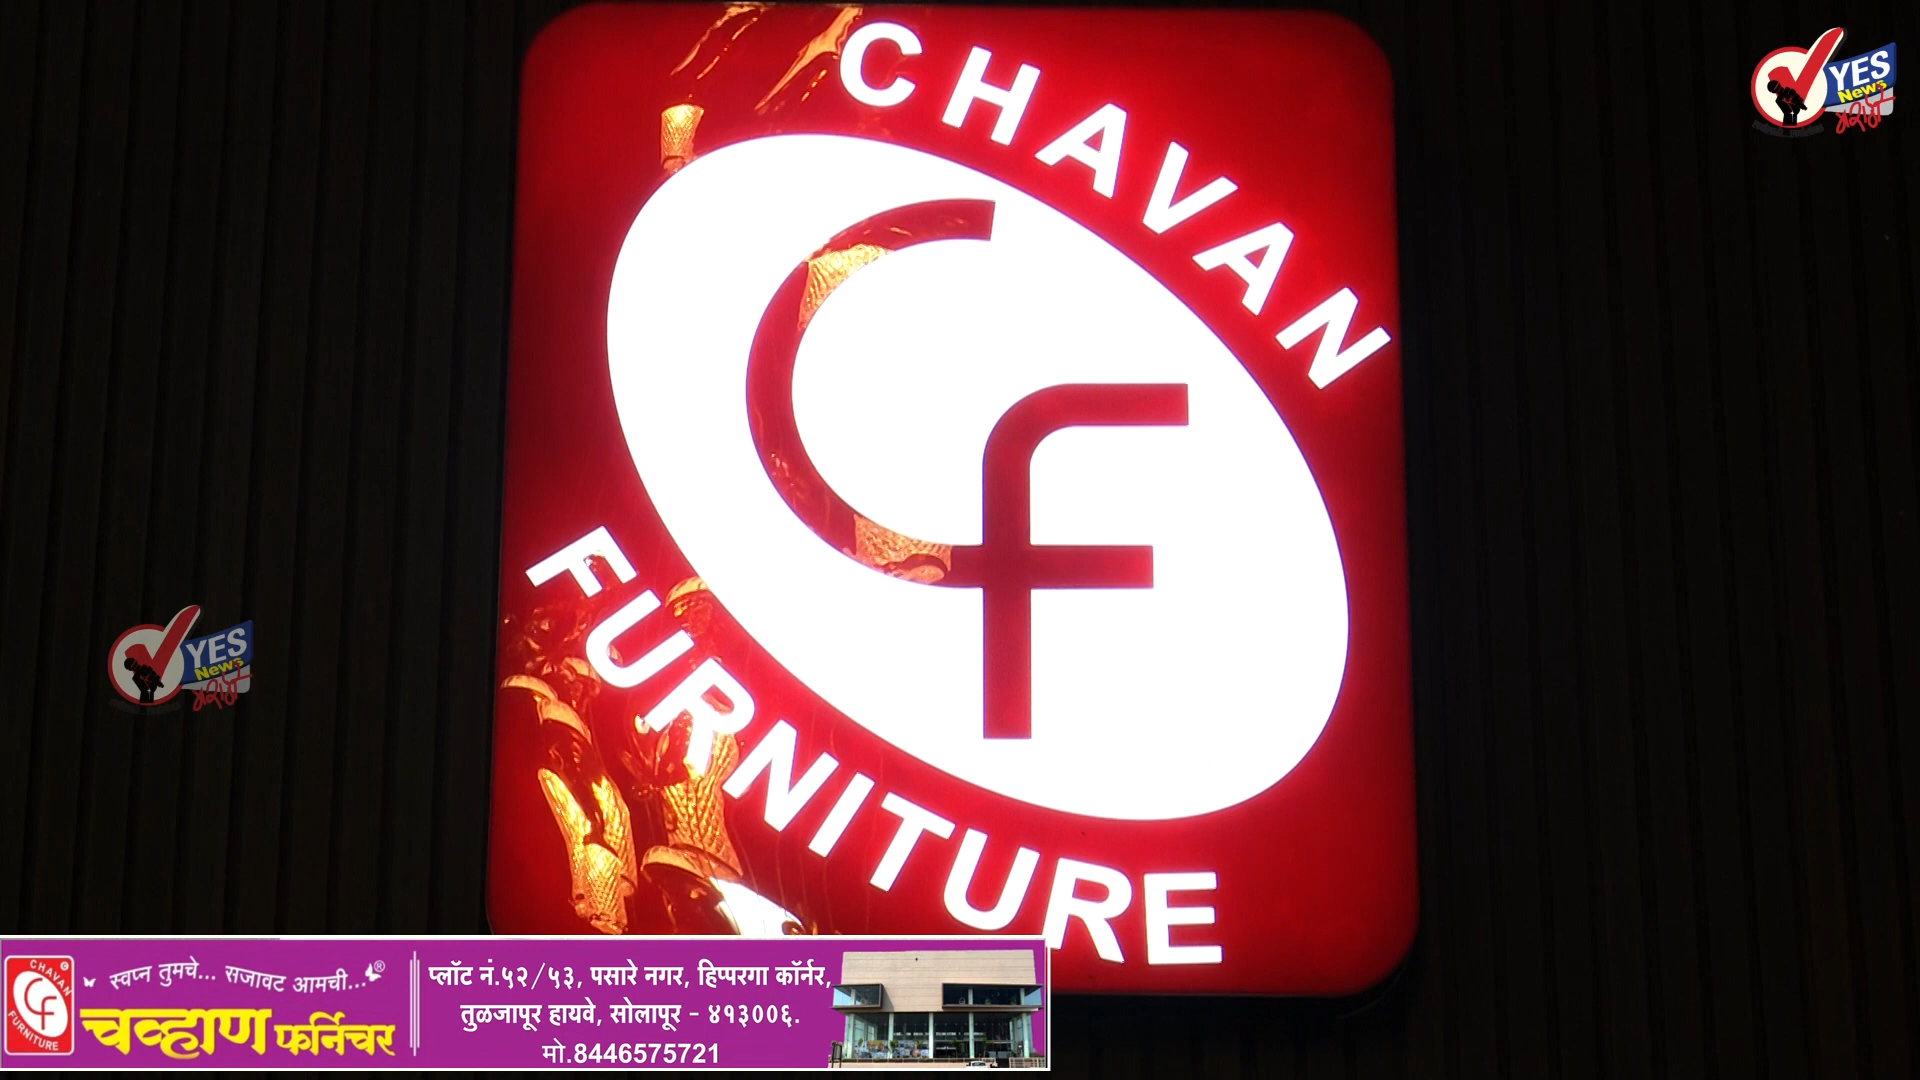 CHAVAN
cf
FURNITURE
YES
News
मराठी
YES
News
मराठी
CHAVAN
cf
FURNITURE
स्वप्न तुमचे... सजावट आमची...®
चव्हाण फर्निचर
प्लॉट नं.५२/५३, पसारे नगर, हिप्परगा कॉर्नर,
तुळजापूर हायवे, सोलापूर - ४१३००६.
मो.8446575721